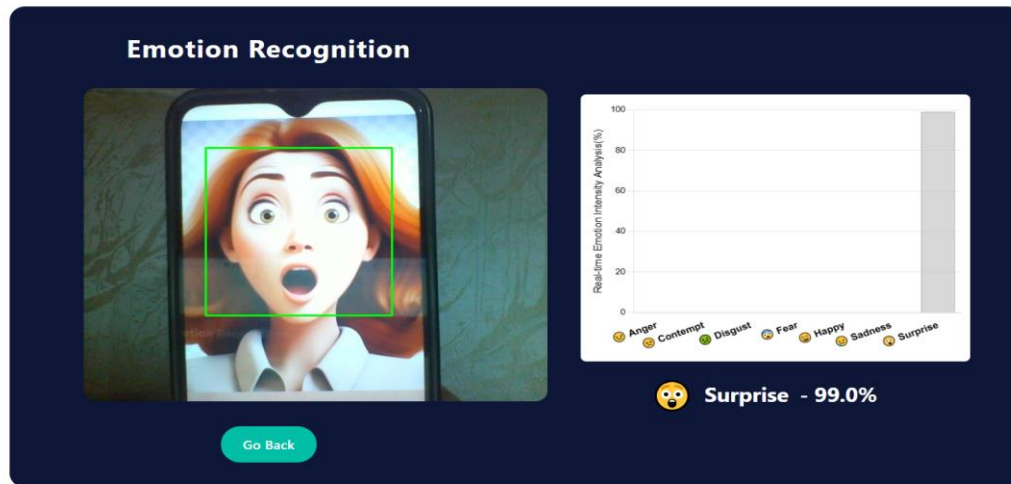 Emotion Recognition
Real-time Emotion Intensity Analysis(%)
100
80
60
40
20
0
Anger
Contempt
Disgust
Fear
Happy
Sadness
Surprise
Surprise - 99.0%
Go Back